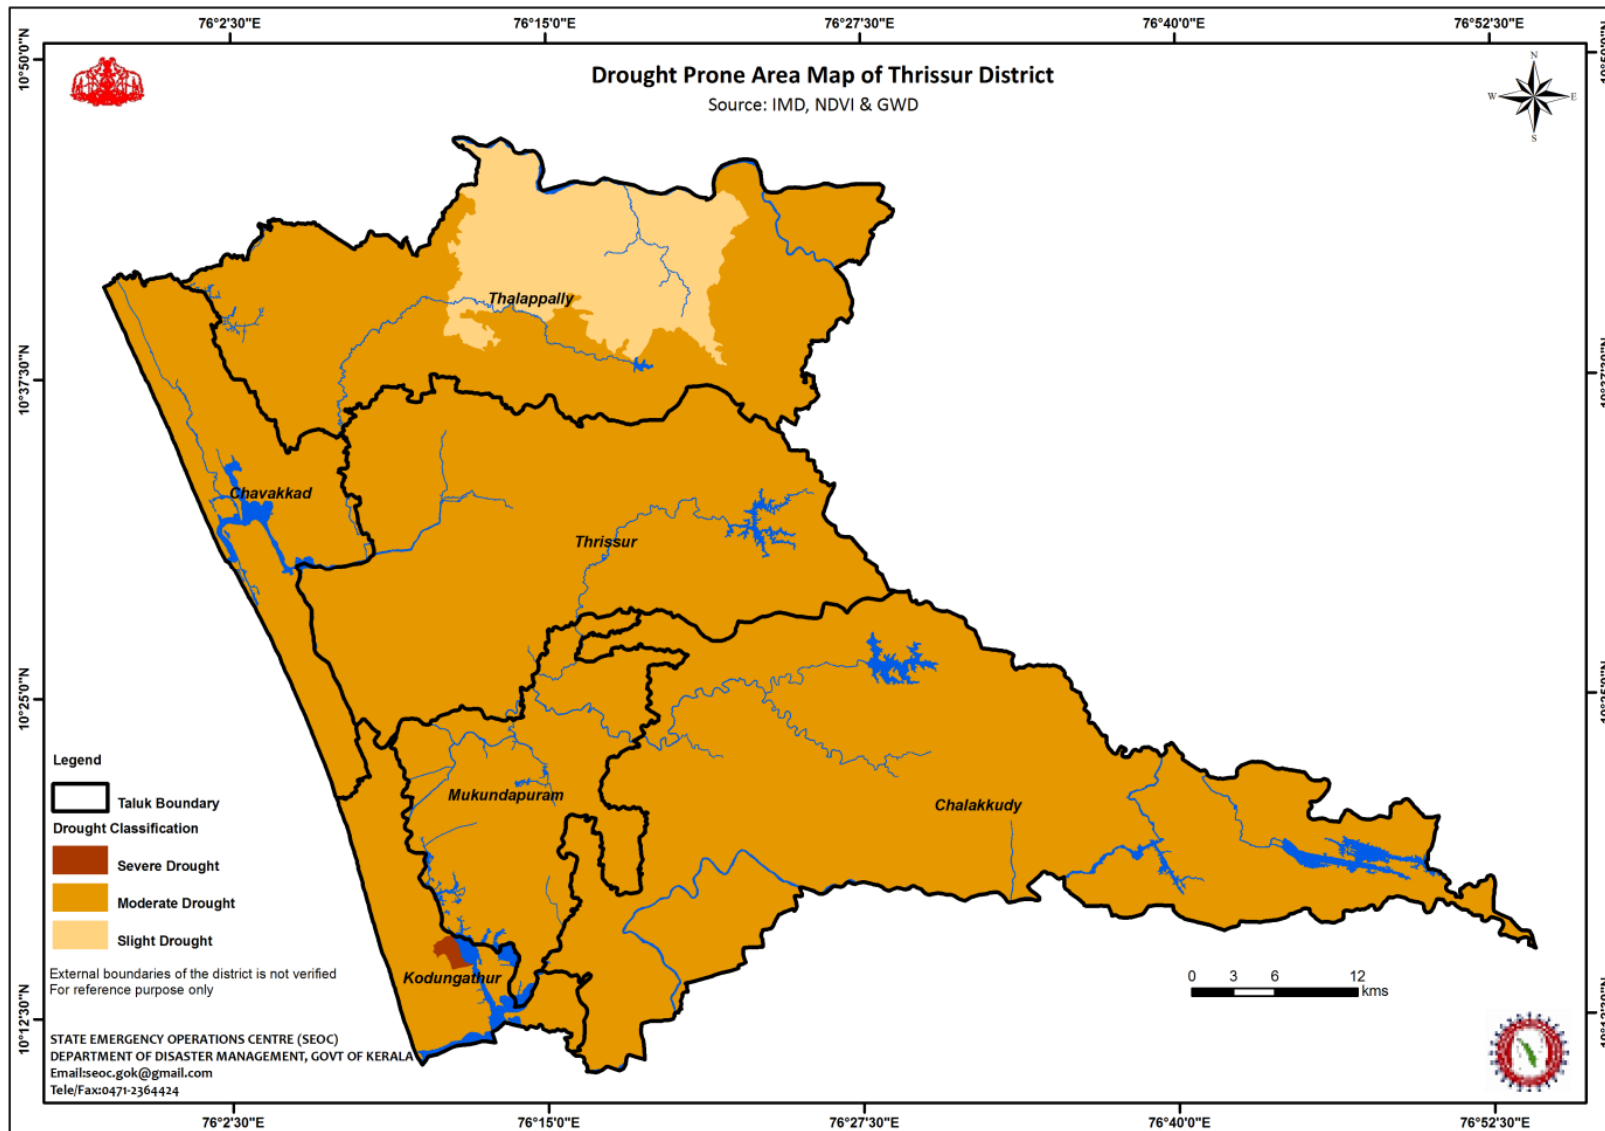 76°2'30"E 76°15'0"E 76°27'30"E 76°40'0"E 76°52'30"E
10°50'0"N
Drought Prone Area Map of Thrissur District
Source: IMD, NDVI & GWD
N
W E
S
Thalappally
10°37'30"N
Chavakkad
Thrissur
10°25'0"N
Legend
Taluk Boundary
Drought Classification
Severe Drought
Moderate Drought
Slight Drought
Mukundapuram
Chalakkudy
Kodungathur
External boundaries of the district is not verified
For reference purpose only
0 3 6 12
kms
10°12'30"N
STATE EMERGENCY OPERATIONS CENTRE (SEOC)
DEPARTMENT OF DISASTER MANAGEMENT, GOVT OF KERALA
Email:seoc.gok@gmail.com
Tele/Fax:0471-2364424
76°2'30"E 76°15'0"E 76°27'30"E 76°40'0"E 76°52'30"E